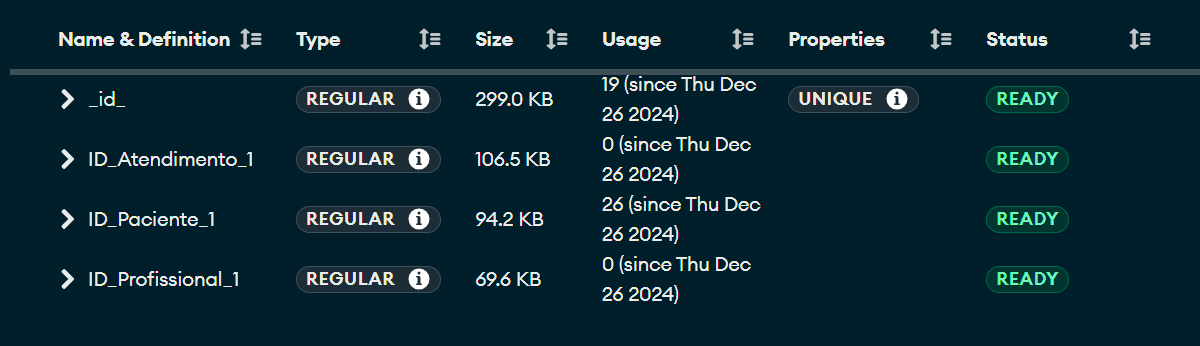 Name & Definition Type Size Usage Properties Status
_id_ REGULAR 299.0 KB 19 (since Thu Dec 26 2024) UNIQUE READY
ID_Atendimento_1 REGULAR 106.5 KB 0 (since Thu Dec 26 2024) READY
ID_Paciente_1 REGULAR 94.2 KB 26 (since Thu Dec 26 2024) READY
ID_Profissional_1 REGULAR 69.6 KB 0 (since Thu Dec 26 2024) READY